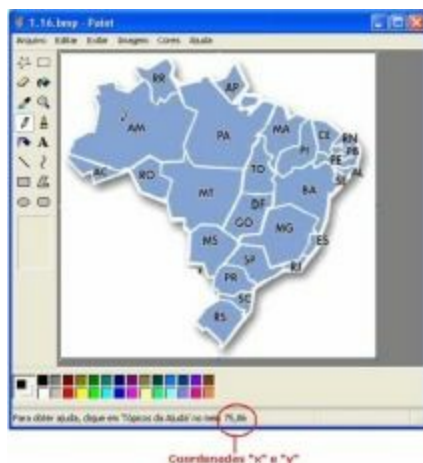 1.16.bmp - Paint
Arquivo Editar Exibir Imagem Cores Ajuda
RR AP
AM PA MA CE RN
PB
PI PE
AL
AC RO TO SE
MT BA
DF
GO
MG
MS ES
SP RJ
PR
SC
RS
Para obter ajuda, clique em 'Tópicos da Ajuda' no
Coordenadas "x" e "y"